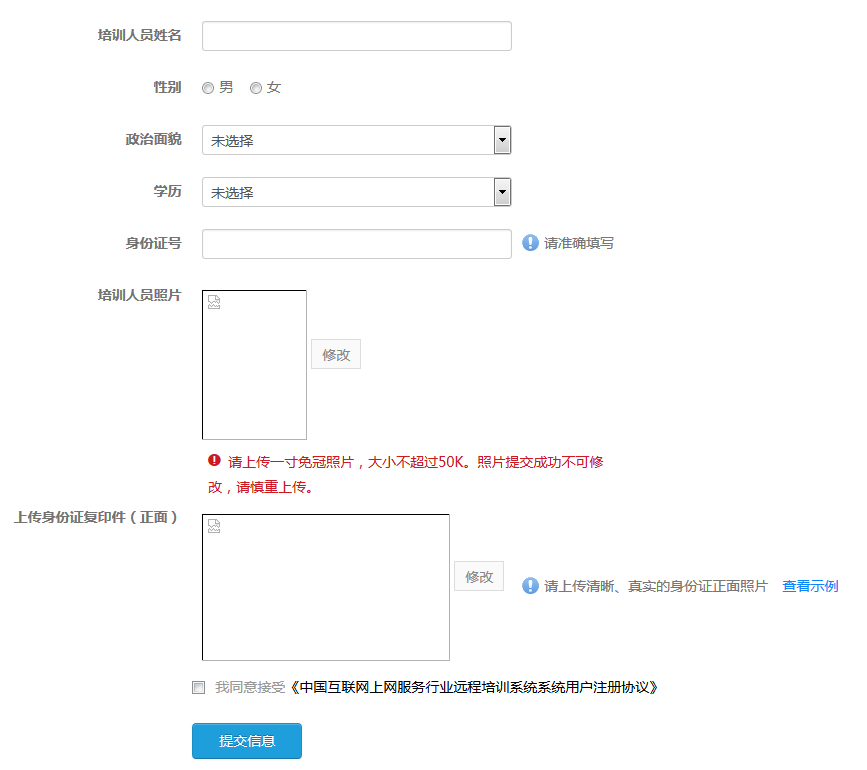 培训人员姓名
性别 男 女
政治面貌 未选择
学历 未选择
身份证号 请准确填写
培训人员照片
修改
请上传一寸免冠照片，大小不超过50K。照片提交成功不可修
改，请慎重上传。
上传身份证复印件（正面）
修改 请上传清晰、真实的身份证正面照片 查看示例
我同意接受《中国互联网上网服务行业远程培训系统系统用户注册协议》
提交信息